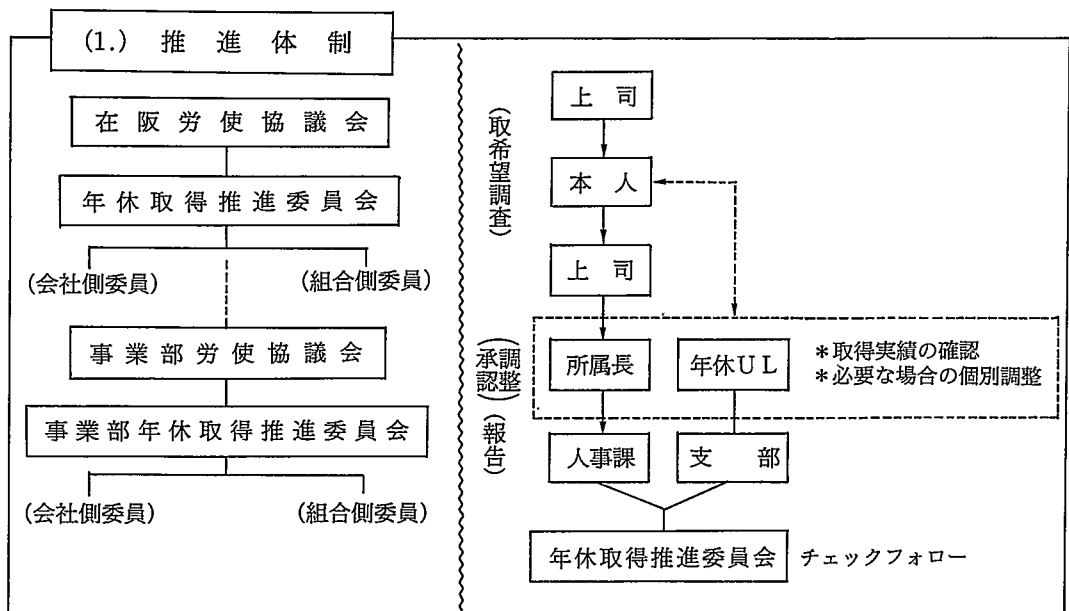 (1.) 推進体制
在阪労使協議会
年休取得推進委員会
(会社側委員)
(組合側委員)
事業部労使協議会
事業部年休取得推進委員会
(会社側委員)
(組合側委員)
(取希望調査)
上司
本人
上司
(調整
承認)
所属長
年休UL
*取得実績の確認
*必要な場合の個別調整
(報告)
人事課
支部
年休取得推進委員会
チェックフォロー